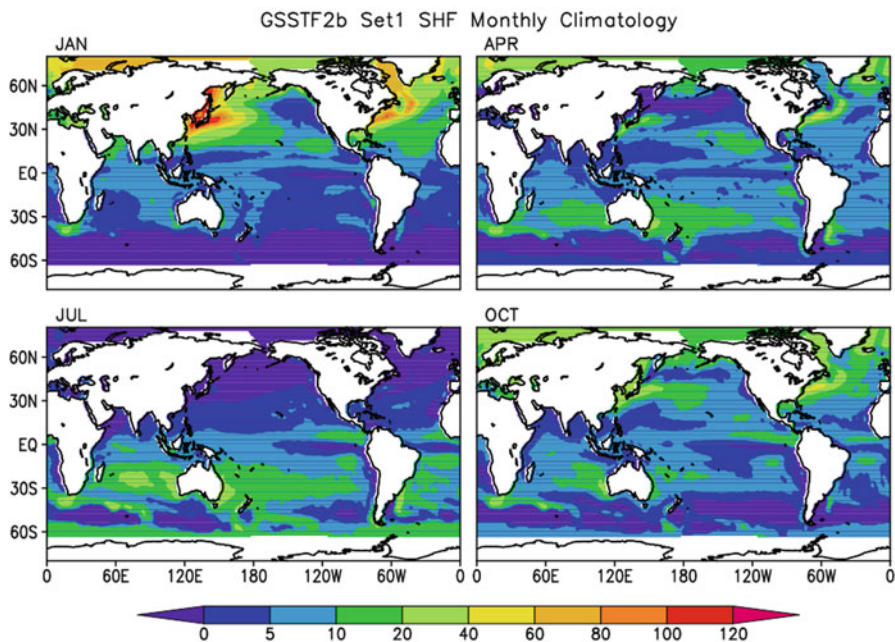 GSSTF2b Set1 SHF Monthly Climatology
JAN
APR
60N
30N
EQ
30S
60S
JUL
OCT
60N
30N
EQ
30S
60S
0 60E 120E 180 120W 60W 0
0 60E 120E 180 120W 60W 0
0 5 10 20 40 60 80 100 120